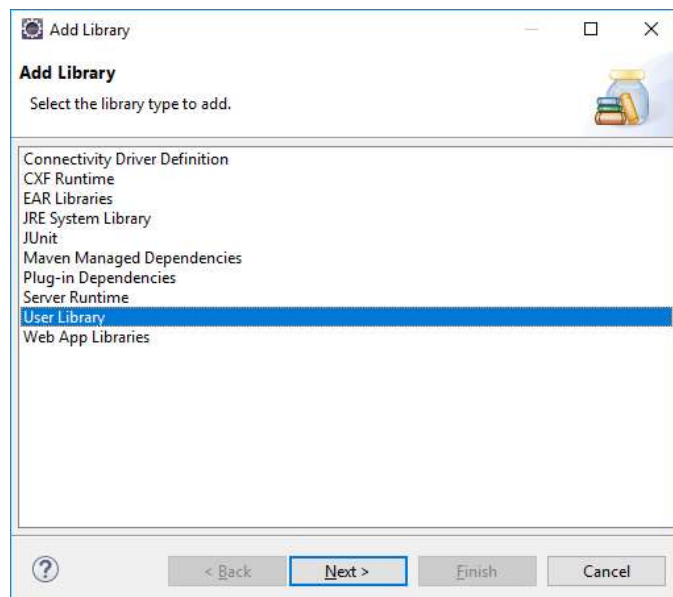 Add Library
Add Library
Select the library type to add.
Connectivity Driver Definition
CXF Runtime
EAR Libraries
JRE System Library
JUnit
Maven Managed Dependencies
Plug-in Dependencies
Server Runtime
User Library
Web App Libraries
? < Back Next > Finish Cancel